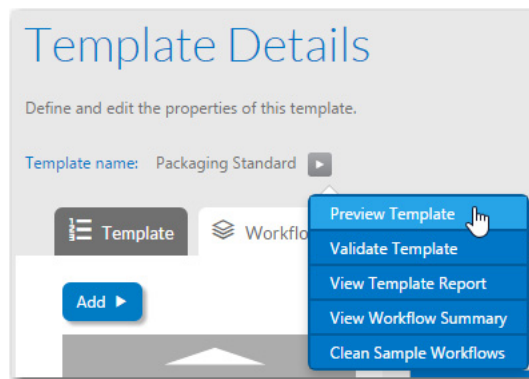 Template Details
Define and edit the properties of this template.
Template name: Packaging Standard
Preview Template
Template
Workflo
Validate Template
View Template Report
Add
View Workflow Summary
Clean Sample Workflows